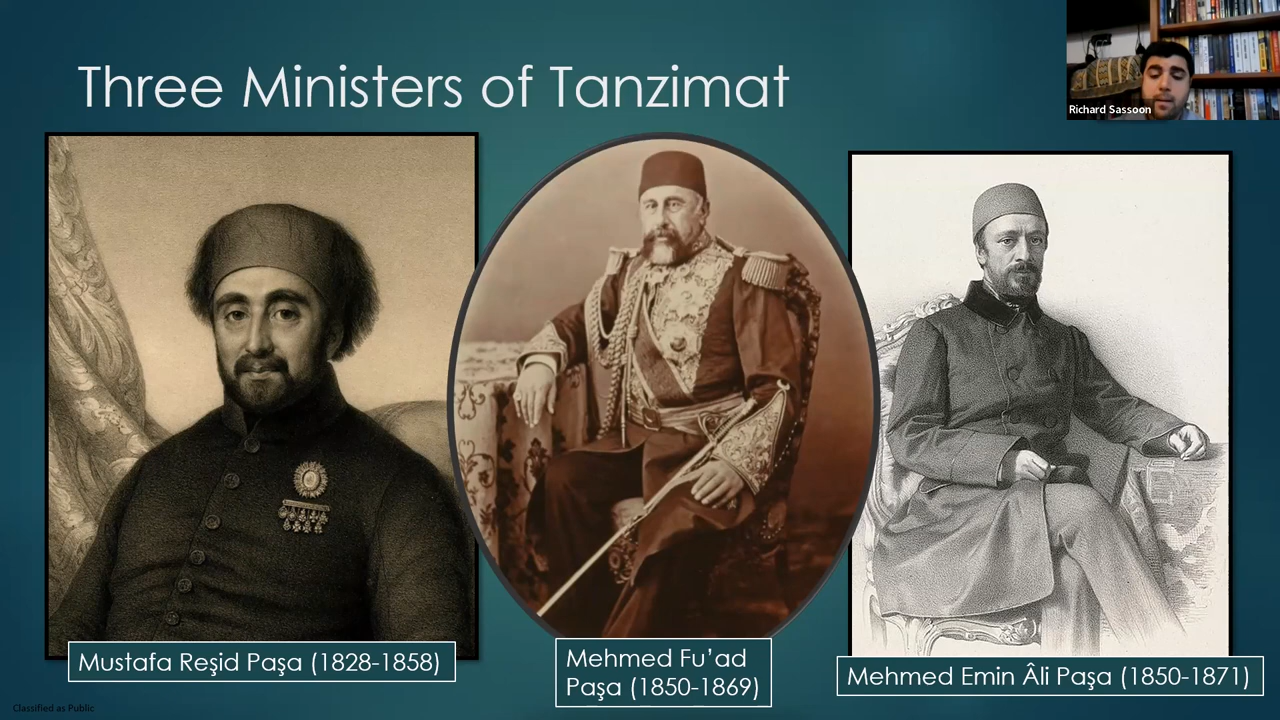 Three Ministers of Tanzimat
Richard Sassoon
Mustafa Reşid Paşa (1828-1858)
Mehmed Fu’ad
Paşa (1850-1869)
Mehmed Emin Âli Paşa (1850-1871)
Classified as Public